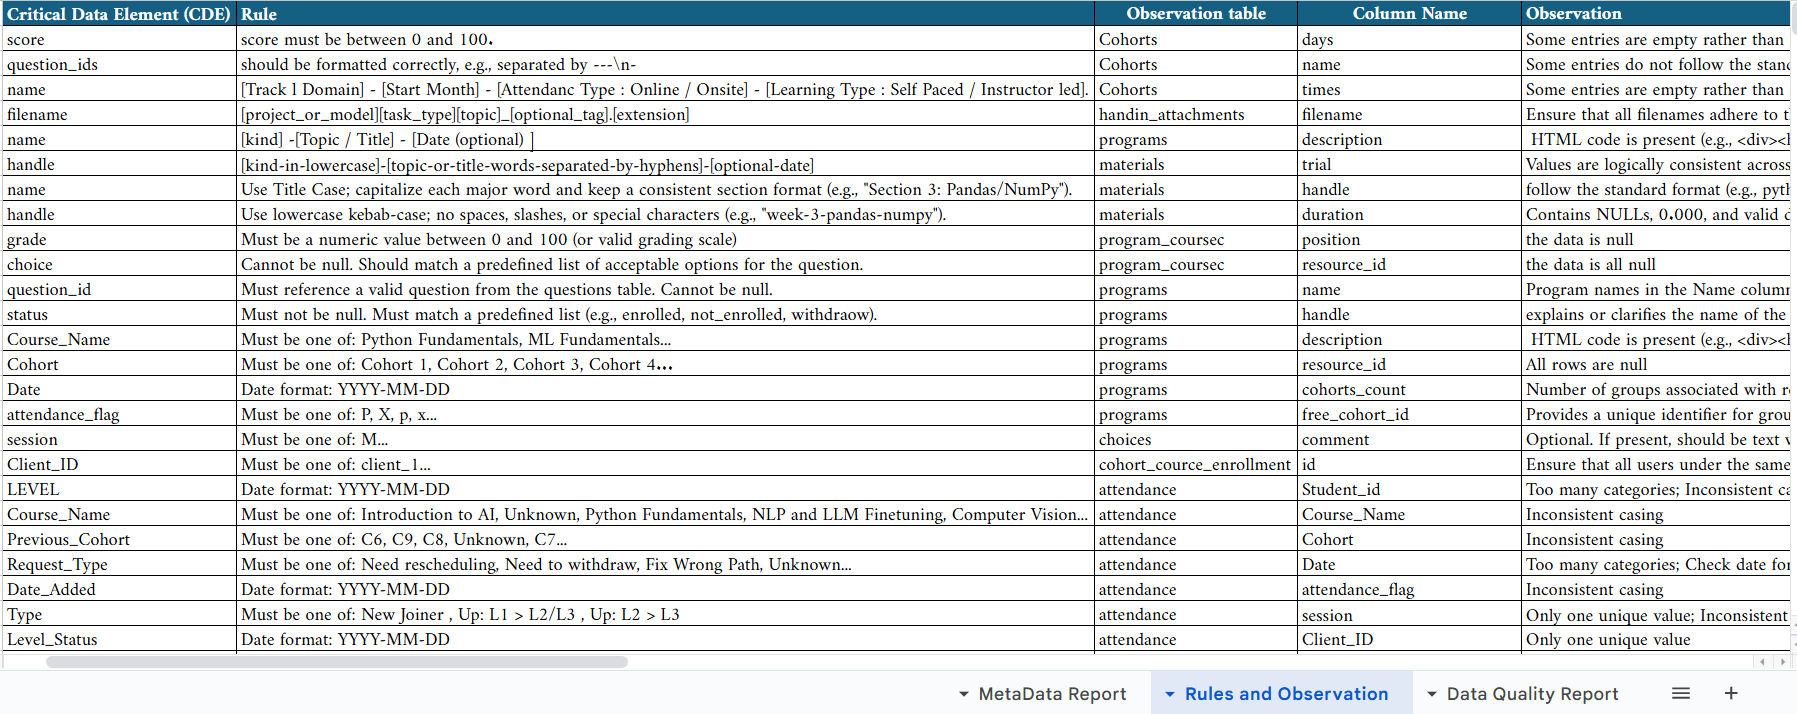 Critical Data Element (CDE) Rule Observation table Column Name Observation
score score must be between 0 and 100. Cohorts days Some entries are empty rather than
question_ids should be formatted correctly, e.g., separated by ---\n- Cohorts name Some entries do not follow the stand
name [Track l Domain] - [Start Month] - [Attendanc Type : Online / Onsite] - [Learning Type : Self Paced / Instructor led]. Cohorts times Some entries are empty rather than
filename [project_or_model][task_type][topic]_[optional_tag].[extension] handin_attachments filename Ensure that all filenames adhere to t
name [kind] -[Topic / Title] - [Date (optional) ] programs description HTML code is present (e.g., <div><h
handle [kind-in-lowercase]-[topic-or-title-words-separated-by-hyphens]-[optional-date] materials trial Values are logically consistent across
name Use Title Case; capitalize each major word and keep a consistent section format (e.g., "Section 3: Pandas/NumPy"). materials handle follow the standard format (e.g., pyth
handle Use lowercase kebab-case; no spaces, slashes, or special characters (e.g., "week-3-pandas-numpy"). materials duration Contains NULLs, 0.000, and valid d
grade Must be a numeric value between 0 and 100 (or valid grading scale) program_coursec position the data is null
choice Cannot be null. Should match a predefined list of acceptable options for the question. program_coursec resource_id the data is all null
question_id Must reference a valid question from the questions table. Cannot be null. programs name Program names in the Name column
status Must not be null. Must match a predefined list (e.g., enrolled, not_enrolled, withdraow). programs handle explains or clarifies the name of the
Course_Name Must be one of: Python Fundamentals, ML Fundamentals... programs description HTML code is present (e.g., <div><h
Cohort Must be one of: Cohort 1, Cohort 2, Cohort 3, Cohort 4... programs resource_id All rows are null
Date Date format: YYYY-MM-DD programs cohorts_count Number of groups associated with r
attendance_flag Must be one of: P, X, p, x... programs free_cohort_id Provides a unique identifier for grou
session Must be one of: M... choices comment Optional. If present, should be text v
Client_ID Must be one of: client_1... cohort_cource_enrollment id Ensure that all users under the same
LEVEL Date format: YYYY-MM-DD attendance Student_id Too many categories; Inconsistent ca
Course_Name Must be one of: Introduction to AI, Unknown, Python Fundamentals, NLP and LLM Finetuning, Computer Vision... attendance Course_Name Inconsistent casing
Previous_Cohort Must be one of: C6, C9, C8, Unknown, C7... attendance Cohort Inconsistent casing
Request_Type Must be one of: Need rescheduling, Need to withdraw, Fix Wrong Path, Unknown... attendance Date Too many categories; Check date for
Date_Added Date format: YYYY-MM-DD attendance attendance_flag Inconsistent casing
Type Must be one of: New Joiner , Up: L1 > L2/L3 , Up: L2 > L3 attendance session Only one unique value; Inconsistent
Level_Status Date format: YYYY-MM-DD attendance Client_ID Only one unique value
MetaData Report Rules and Observation Data Quality Report